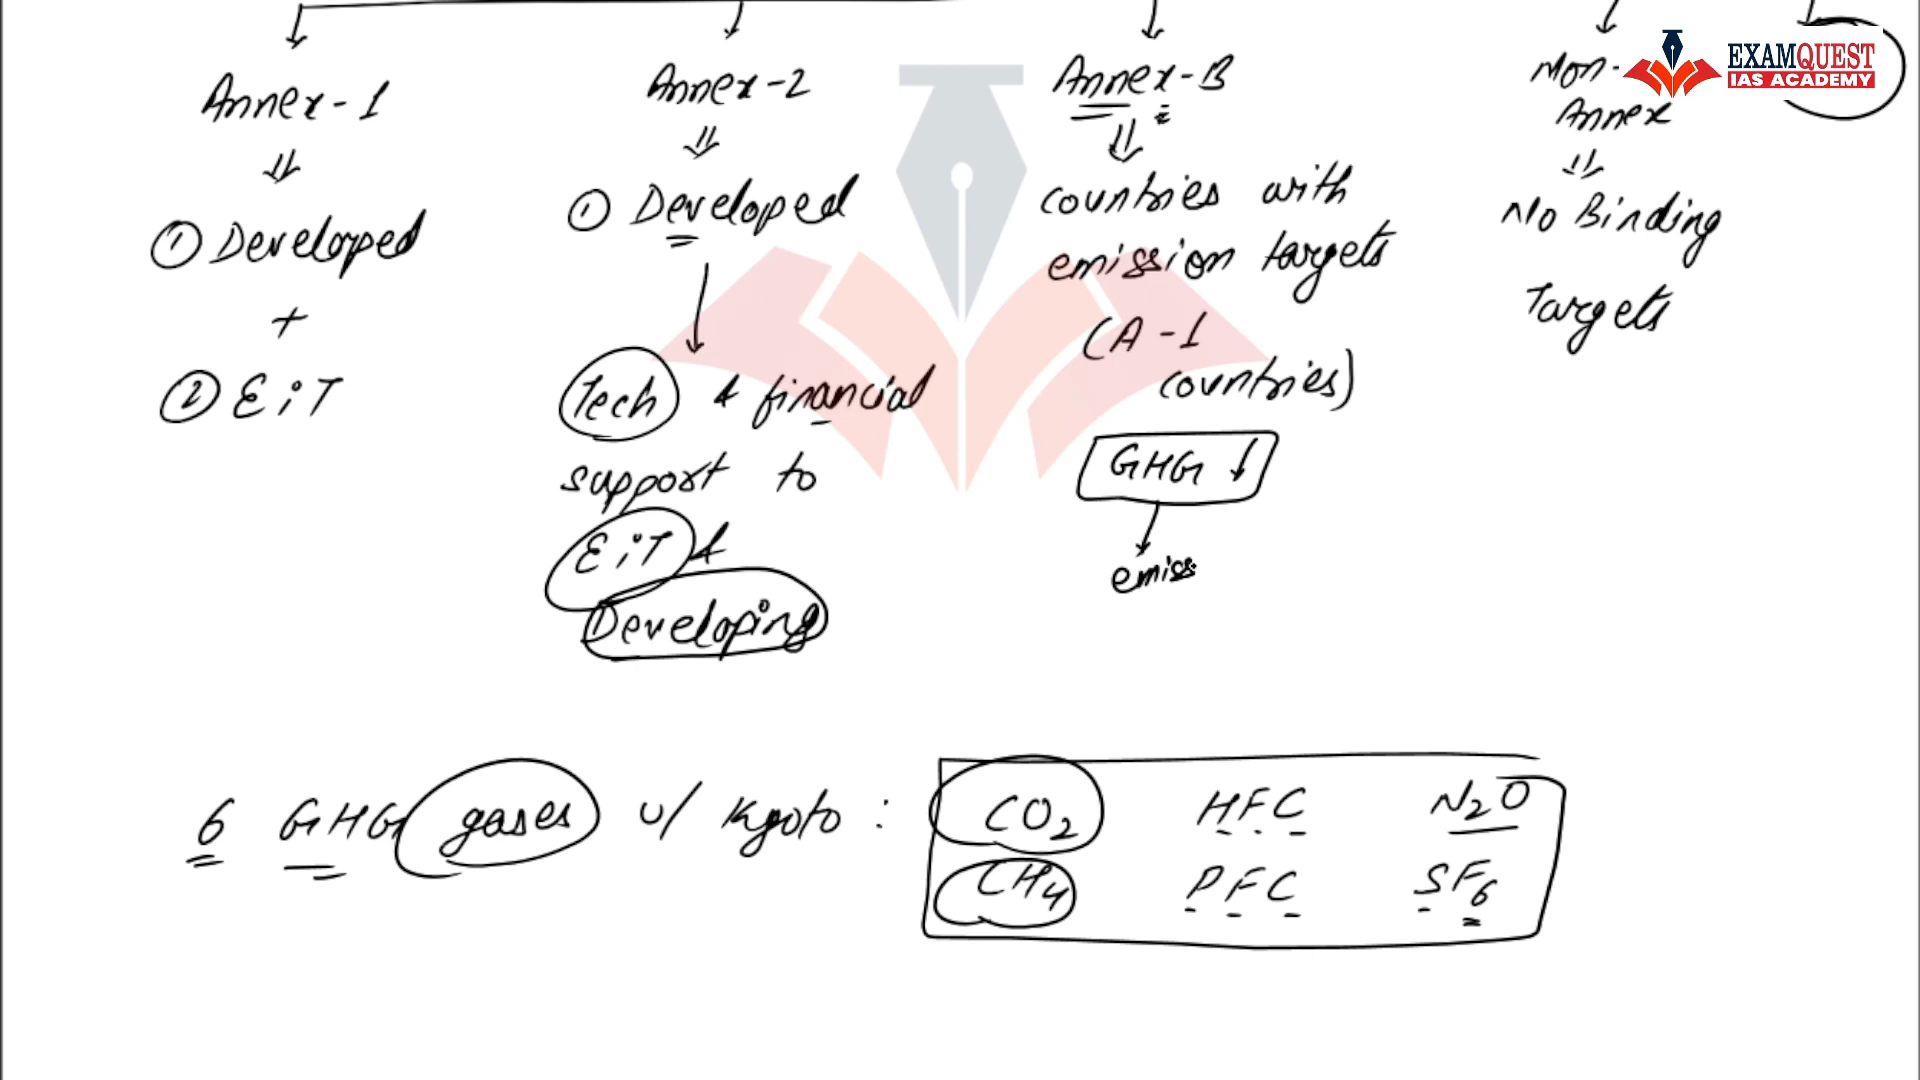 Annex-1
⇓
① Developed
+
② EiT
Annex-2
⇓
① Developed
↓
Tech & financial
support to
EiT &
Developing
Annex-B
⇓
countries with
emission targets
(A-1
countries)
GHG ↓
↓
emiss
Non-
Annex
⇓
No Binding
Targets
EXAMQUEST
IAS ACADEMY
6 GHG gases u/ Kyoto :
CO2 HFC N2O
CH4 PFC SF6